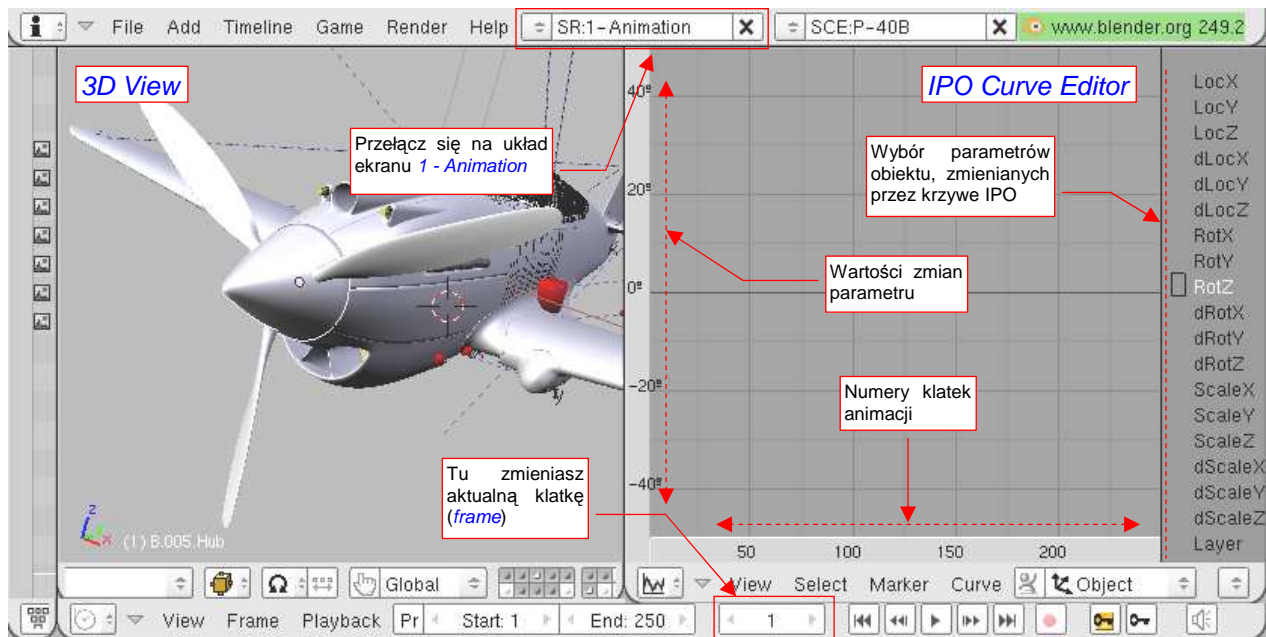 File Add Timeline Game Render Help SR:1-Animation SCE:P-40B www.blender.org 249.2
3D View
Przełącz się na układ
ekranu 1 - Animation
IPO Curve Editor
40º
20º
0º
-20º
-40º
Wybór parametrów
obiektu, zmienianych
przez krzywe IPO
Wartości zmian
parametru
Numery klatek
animacji
Tu zmieniasz
aktualną klatkę
(frame)
LocX
LocY
LocZ
dLocX
dLocY
dLocZ
RotX
RotY
RotZ
dRotX
dRotY
dRotZ
ScaleX
ScaleY
ScaleZ
dScaleX
dScaleY
dScaleZ
Layer
z
x
y
(1) B.005.Hub
50 100 150 200
Global
View Select Marker Curve Object
View Frame Playback Pr Start: 1 End: 250 1